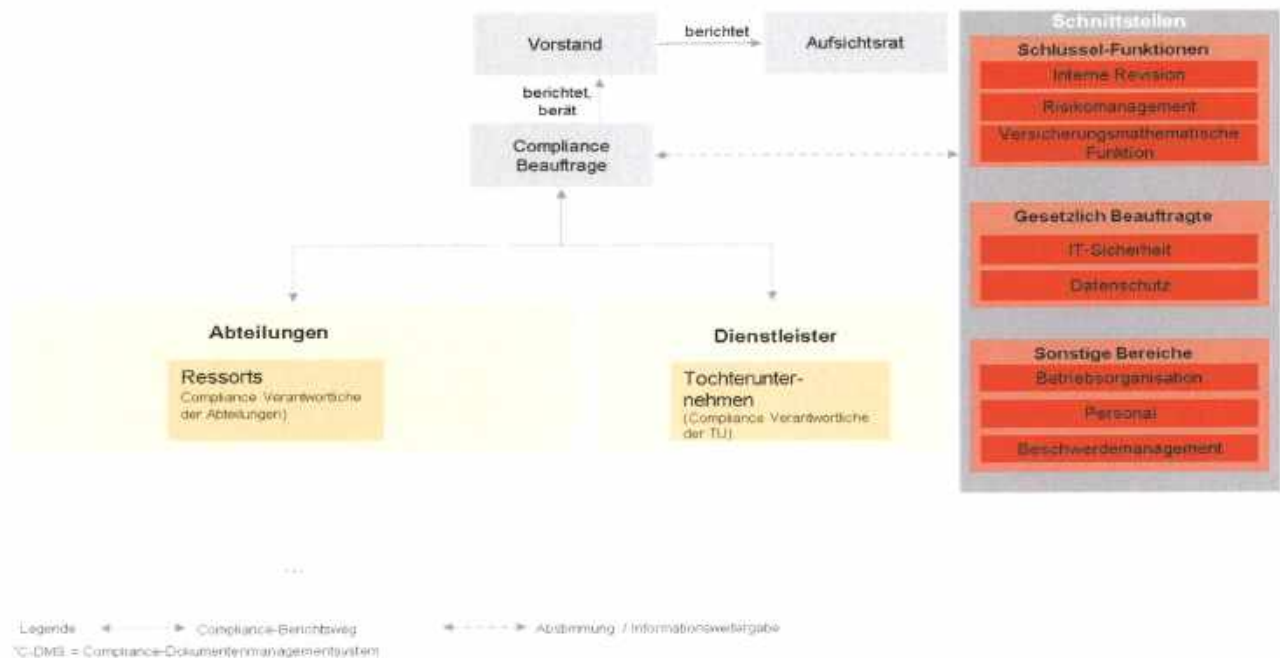 Vorstand
berichtet
Aufsichtsrat
berichtet,
berät
Compliance
Beauftrage
Schnittstellen
Schlussel-Funktionen
Interne Revision
Risikomanagement
Versicherungsmathematische
Funktion
Gesetzlich Beauftragte
IT-Sicherheit
Datenschutz
Sonstige Bereiche
Betriebsorganisation
Personal
Beschwerdemanagement
Abteilungen
Ressorts
Compliance Verantwortliche
der Abteilungen)
Dienstleister
Tochterunter-
nehmen
(Compliance Verantwortliche
der TU)
...
Legende
Compliance-Berichtsweg
Abstimmung / Informationsweitergabe
*C-DMS = Compliance-Dokumentenmanagementsystem